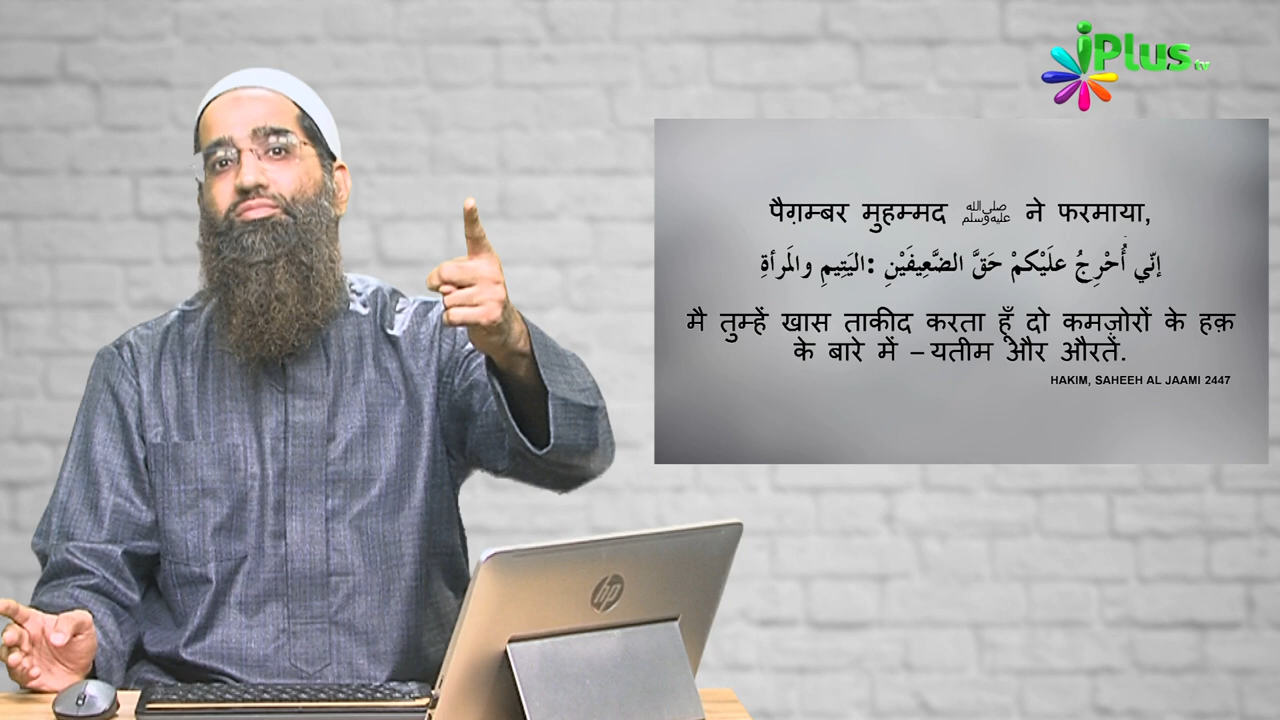 iPlus tv
पैग़म्बर मुहम्मद ﷺ ने फरमाया,
إنّي أُحْرِجُ علَيْكمْ حَقَّ الضَّعِيفَيْنِ :اليَتِيمِ والمَرأةِ
मै तुम्हें खास ताकीद करता हूँ दो कमज़ोरों के हक़
के बारे में – यतीम और औरतें.
HAKIM, SAHEEH AL JAAMI 2447
hp